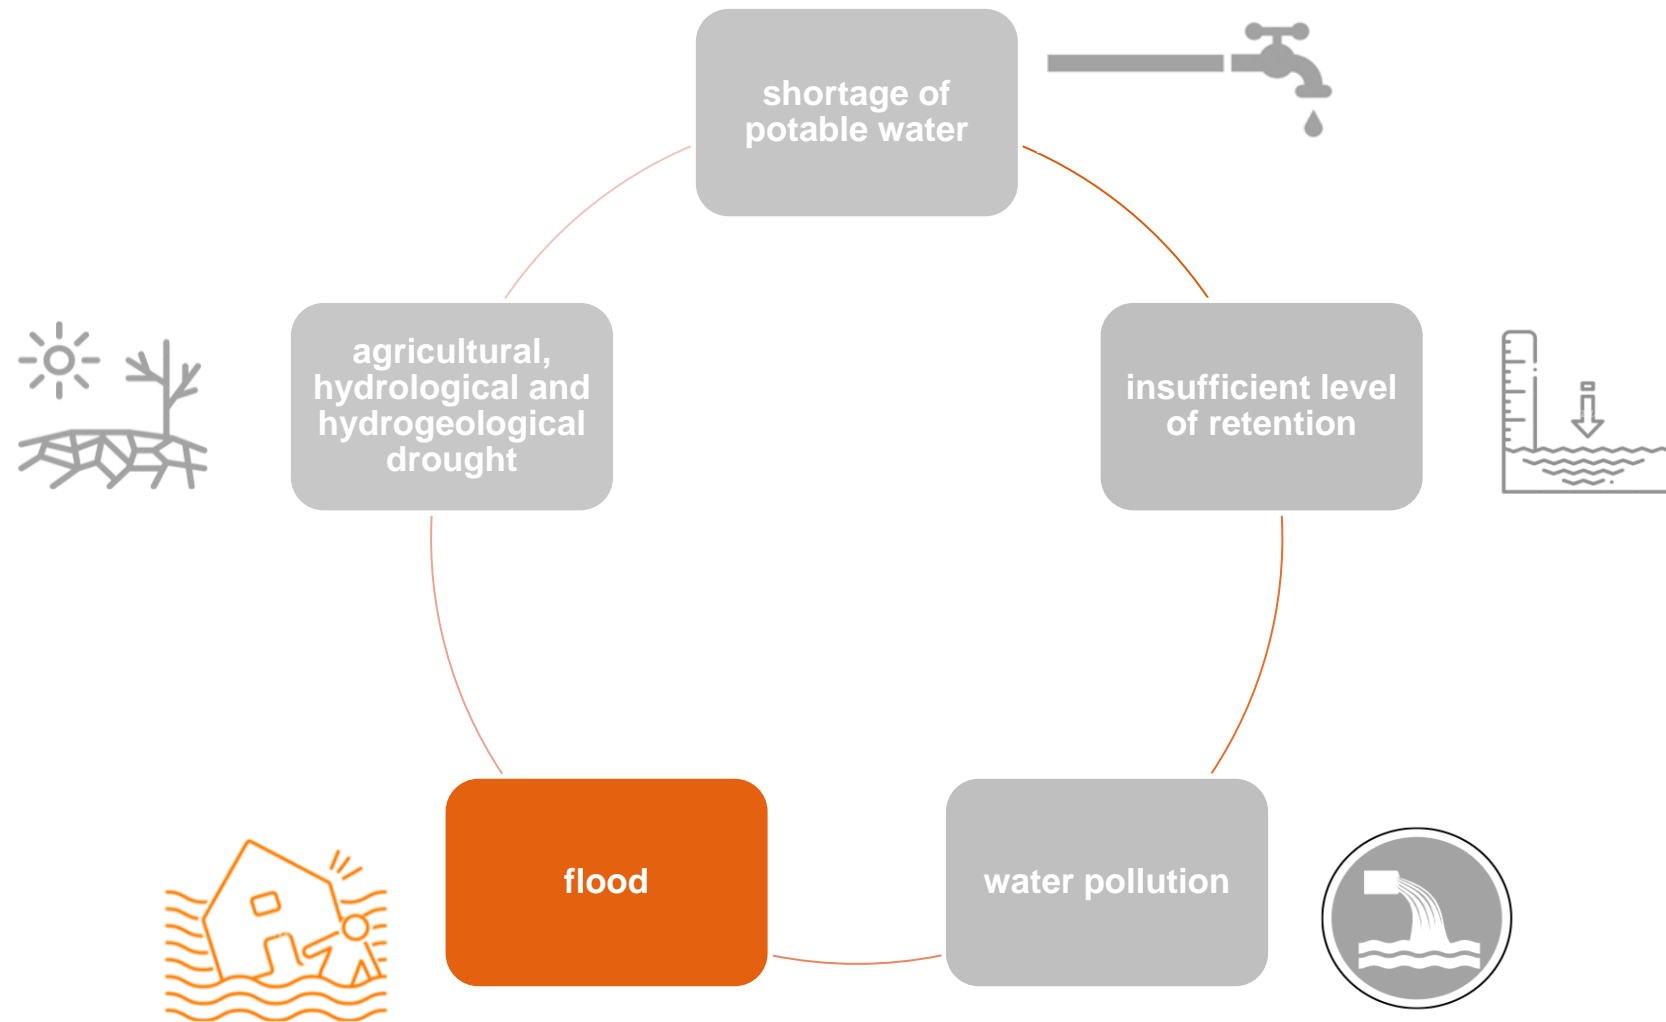 shortage of
potable water
agricultural,
hydrological and
hydrogeological
drought
insufficient level
of retention
flood
water pollution